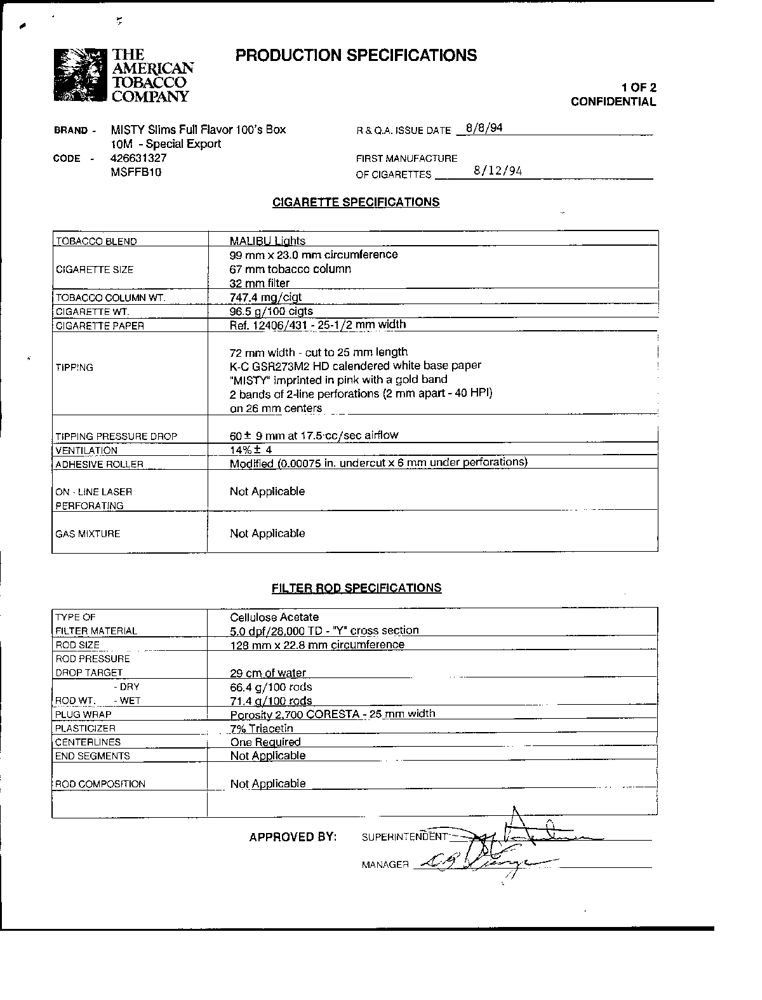 THE
AMERICAN
TOBACCO
COMPANY
PRODUCTION SPECIFICATIONS
1 OF 2
CONFIDENTIAL
BRAND - MISTY Slims Full Flavor 100's Box
10M - Special Export
CODE - 426631327
MSFFB10
R & Q.A. ISSUE DATE 8/8/94
FIRST MANUFACTURE
OF CIGARETTES 8/12/94
CIGARETTE SPECIFICATIONS
TOBACCO BLEND MALIBU Lights
99 mm x 23.0 mm circumference
CIGARETTE SIZE 67 mm tobacco column
32 mm filter
TOBACCO COLUMN WT. 747.4 mg/cigt
CIGARETTE WT. 96.5 g/100 cigts
CIGARETTE PAPER Ref. 12406/431 - 25-1/2 mm width
72 mm width - cut to 25 mm length
TIPPING K-C GSR273M2 HD calendered white base paper
"MISTY" imprinted in pink with a gold band
2 bands of 2-line perforations (2 mm apart - 40 HPI)
on 26 mm centers
TIPPING PRESSURE DROP 60 ± 9 mm at 17.5 cc/sec airflow
VENTILATION 14% ± 4
ADHESIVE ROLLER Modified (0.00075 in. undercut x 6 mm under perforations)
ON - LINE LASER Not Applicable
PERFORATING
GAS MIXTURE Not Applicable
FILTER ROD SPECIFICATIONS
TYPE OF Cellulose Acetate
FILTER MATERIAL 5.0 dpf/28,000 TD - "Y" cross section
ROD SIZE 128 mm x 22.8 mm circumference
ROD PRESSURE
DROP TARGET 29 cm of water
- DRY 66.4 g/100 rods
ROD WT. - WET 71.4 g/100 rods
PLUG WRAP Porosity 2,700 CORESTA - 25 mm width
PLASTICIZER 7% Triacetin
CENTERLINES One Required
END SEGMENTS Not Applicable
ROD COMPOSITION Not Applicable
APPROVED BY: SUPERINTENDENT
MANAGER